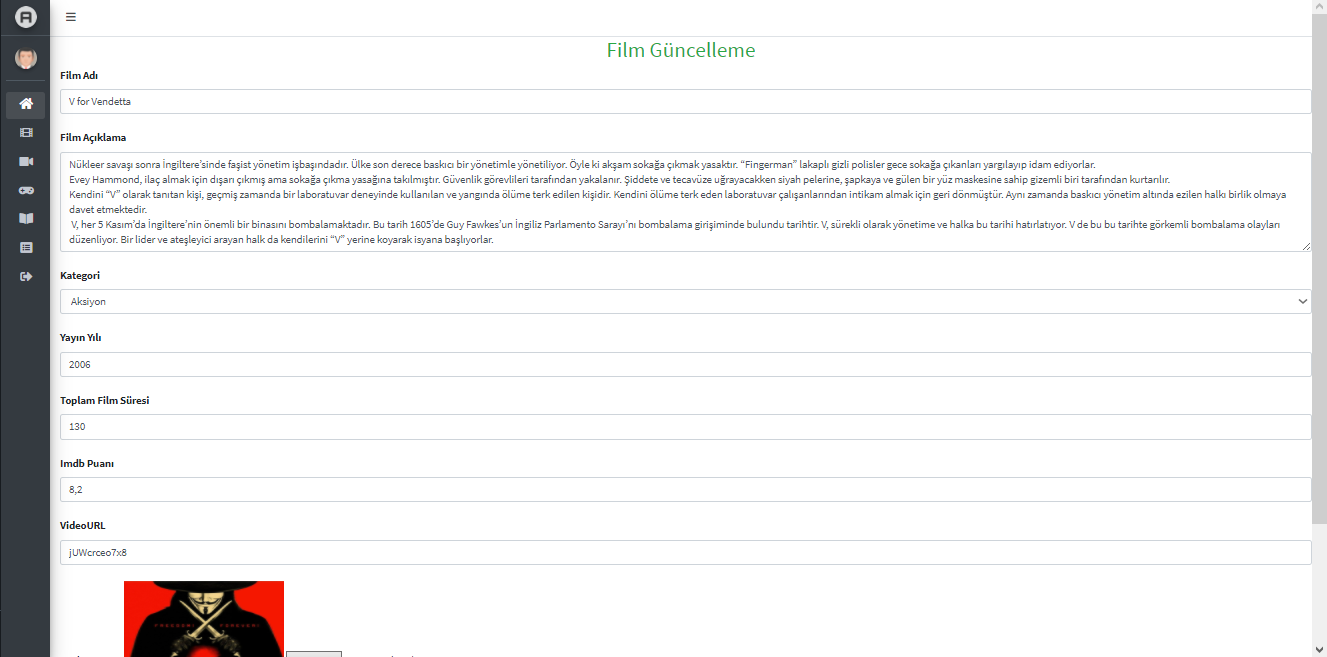 Film Güncelleme
Film Adı
V for Vendetta
Film Açıklama
Nükleer savaşı sonra İngiltere’sinde faşist yönetim işbaşındadır. Ülke son derece baskıcı bir yönetimle yönetiliyor. Öyle ki akşam sokağa çıkmak yasaktır. “Fingerman” lakaplı gizli polisler gece sokağa çıkanları yargılayıp idam ediyorlar.
Evey Hammond, ilaç almak için dışarı çıkmış ama sokağa çıkma yasağına takılmıştır. Güvenlik görevlileri tarafından yakalanır. Şiddete ve tecavüze uğrayacakken siyah pelerine, şapkaya ve gülen bir yüz maskesine sahip gizemli biri tarafından kurtarılır.
Kendini “V” olarak tanıtan kişi, geçmiş zamanda bir laboratuvar deneyinde kullanılan ve yangında ölüme terk edilen kişidir. Kendini ölüme terk eden laboratuvar çalışanlarından intikam almak için geri dönmüştür. Aynı zamanda baskıcı yönetim altında ezilen halkı birlik olmaya
davet etmektedir.
V, her 5 Kasım’da İngiltere’nin önemli bir binasını bombalamaktadır. Bu tarih 1605’de Guy Fawkes’un İngiliz Parlamento Sarayı’nı bombalama girişiminde bulundu tarihtir. V, sürekli olarak yönetime ve halka bu tarihi hatırlatıyor. V de bu bu tarihte görkemli bombalama olayları
düzenliyor. Bir lider ve ateşleyici arayan halk da kendilerini “V” yerine koyarak isyana başlıyorlar.
Kategori
Aksiyon
Yayın Yılı
2006
Toplam Film Süresi
130
Imdb Puanı
8,2
VideoURL
jUWcrceo7x8
FREEDOM! FOREVER!